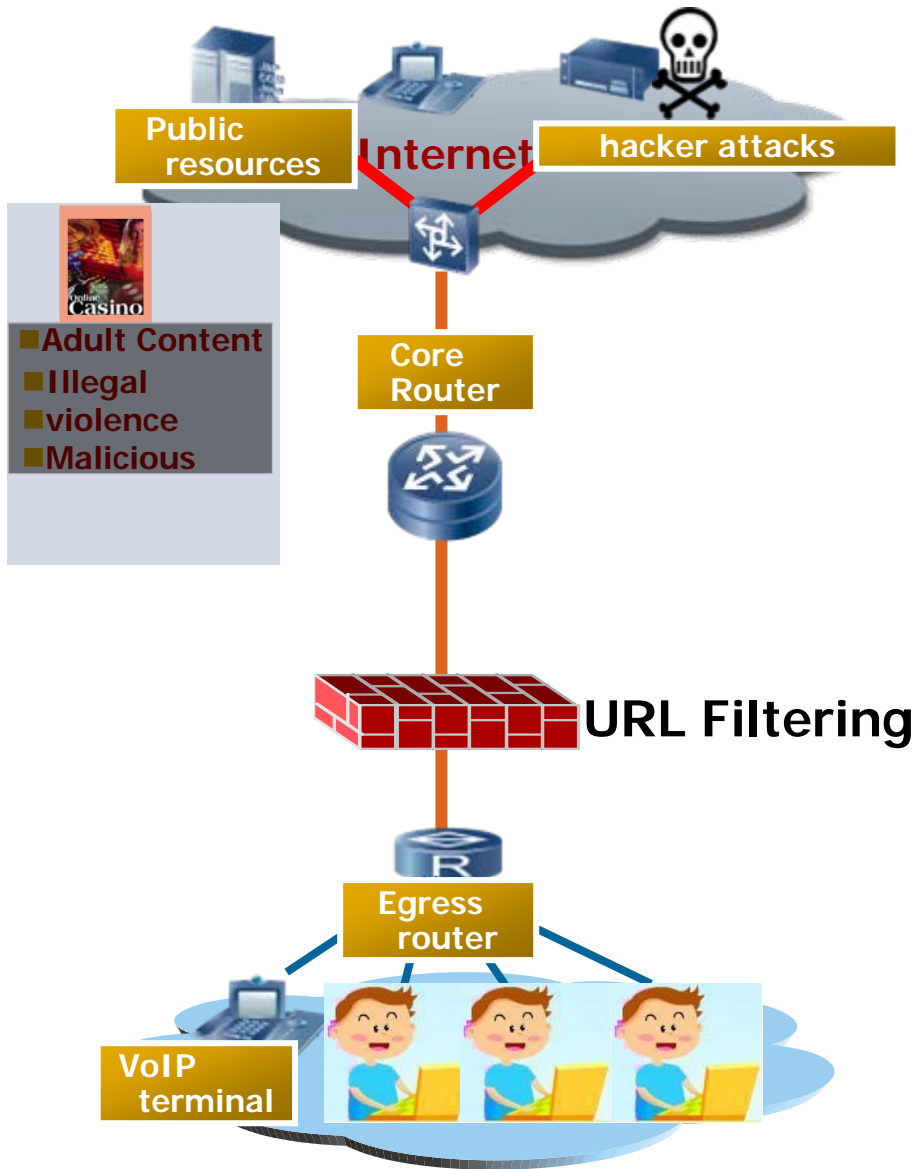 Public
resources
Internet
hacker attacks
Online
Casino
Adult Content
Illegal
violence
Malicious
Core
Router
URL Filtering
R
Egress
router
VoIP
terminal